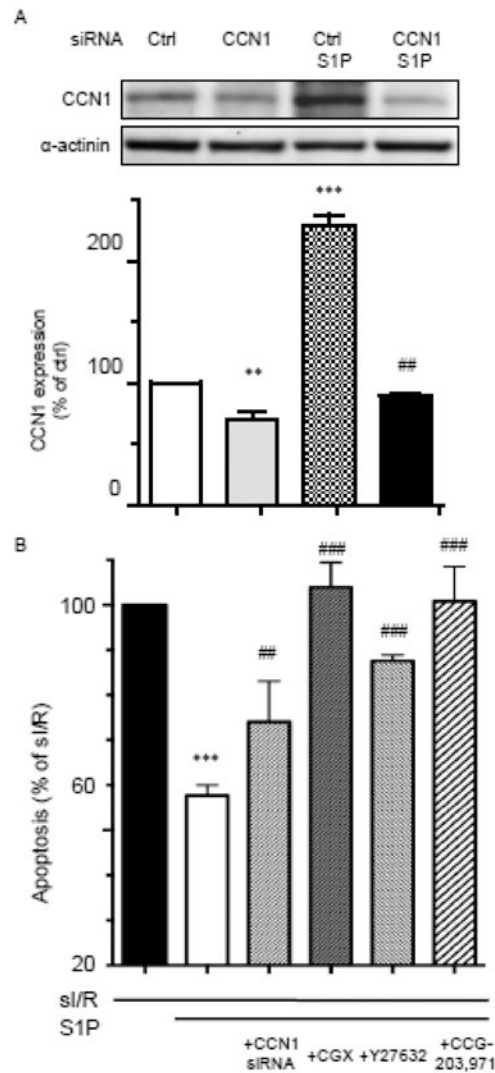 A
siRNA Ctrl CCN1 Ctrl CCN1
S1P S1P
CCN1
α-actinin
***
200
**
##
100
0
CCN1 expression
(% of ctrl)
B
###
###
100
###
##
***
60
20
Apoptosis (% of sI/R)
sI/R
S1P
+CCN1 +CGX +Y27632 +CCG-
siRNA 203,971